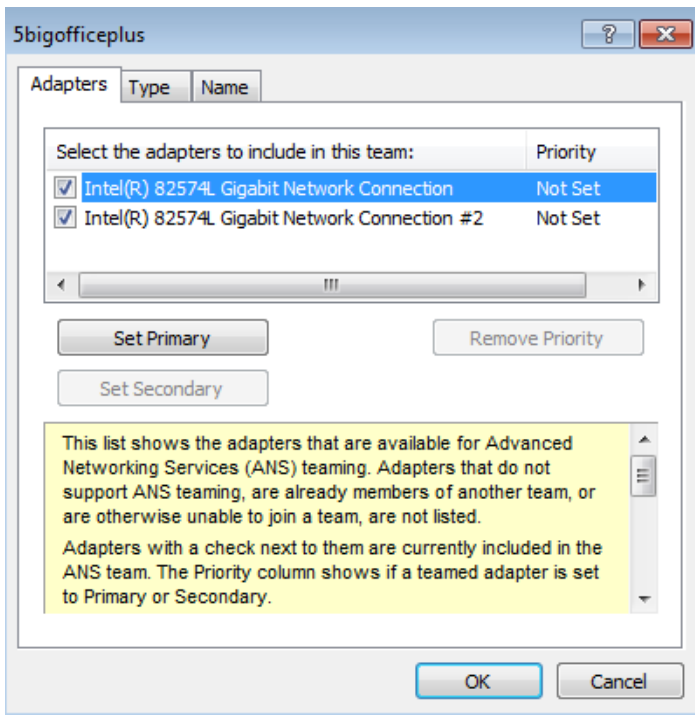 5bigofficeplus
Adapters Type Name
Select the adapters to include in this team: Priority
Intel(R) 82574L Gigabit Network Connection Not Set
Intel(R) 82574L Gigabit Network Connection #2 Not Set
Set Primary Remove Priority
Set Secondary
This list shows the adapters that are available for Advanced
Networking Services (ANS) teaming. Adapters that do not
support ANS teaming, are already members of another team, or
are otherwise unable to join a team, are not listed.
Adapters with a check next to them are currently included in the
ANS team. The Priority column shows if a teamed adapter is set
to Primary or Secondary.
OK Cancel